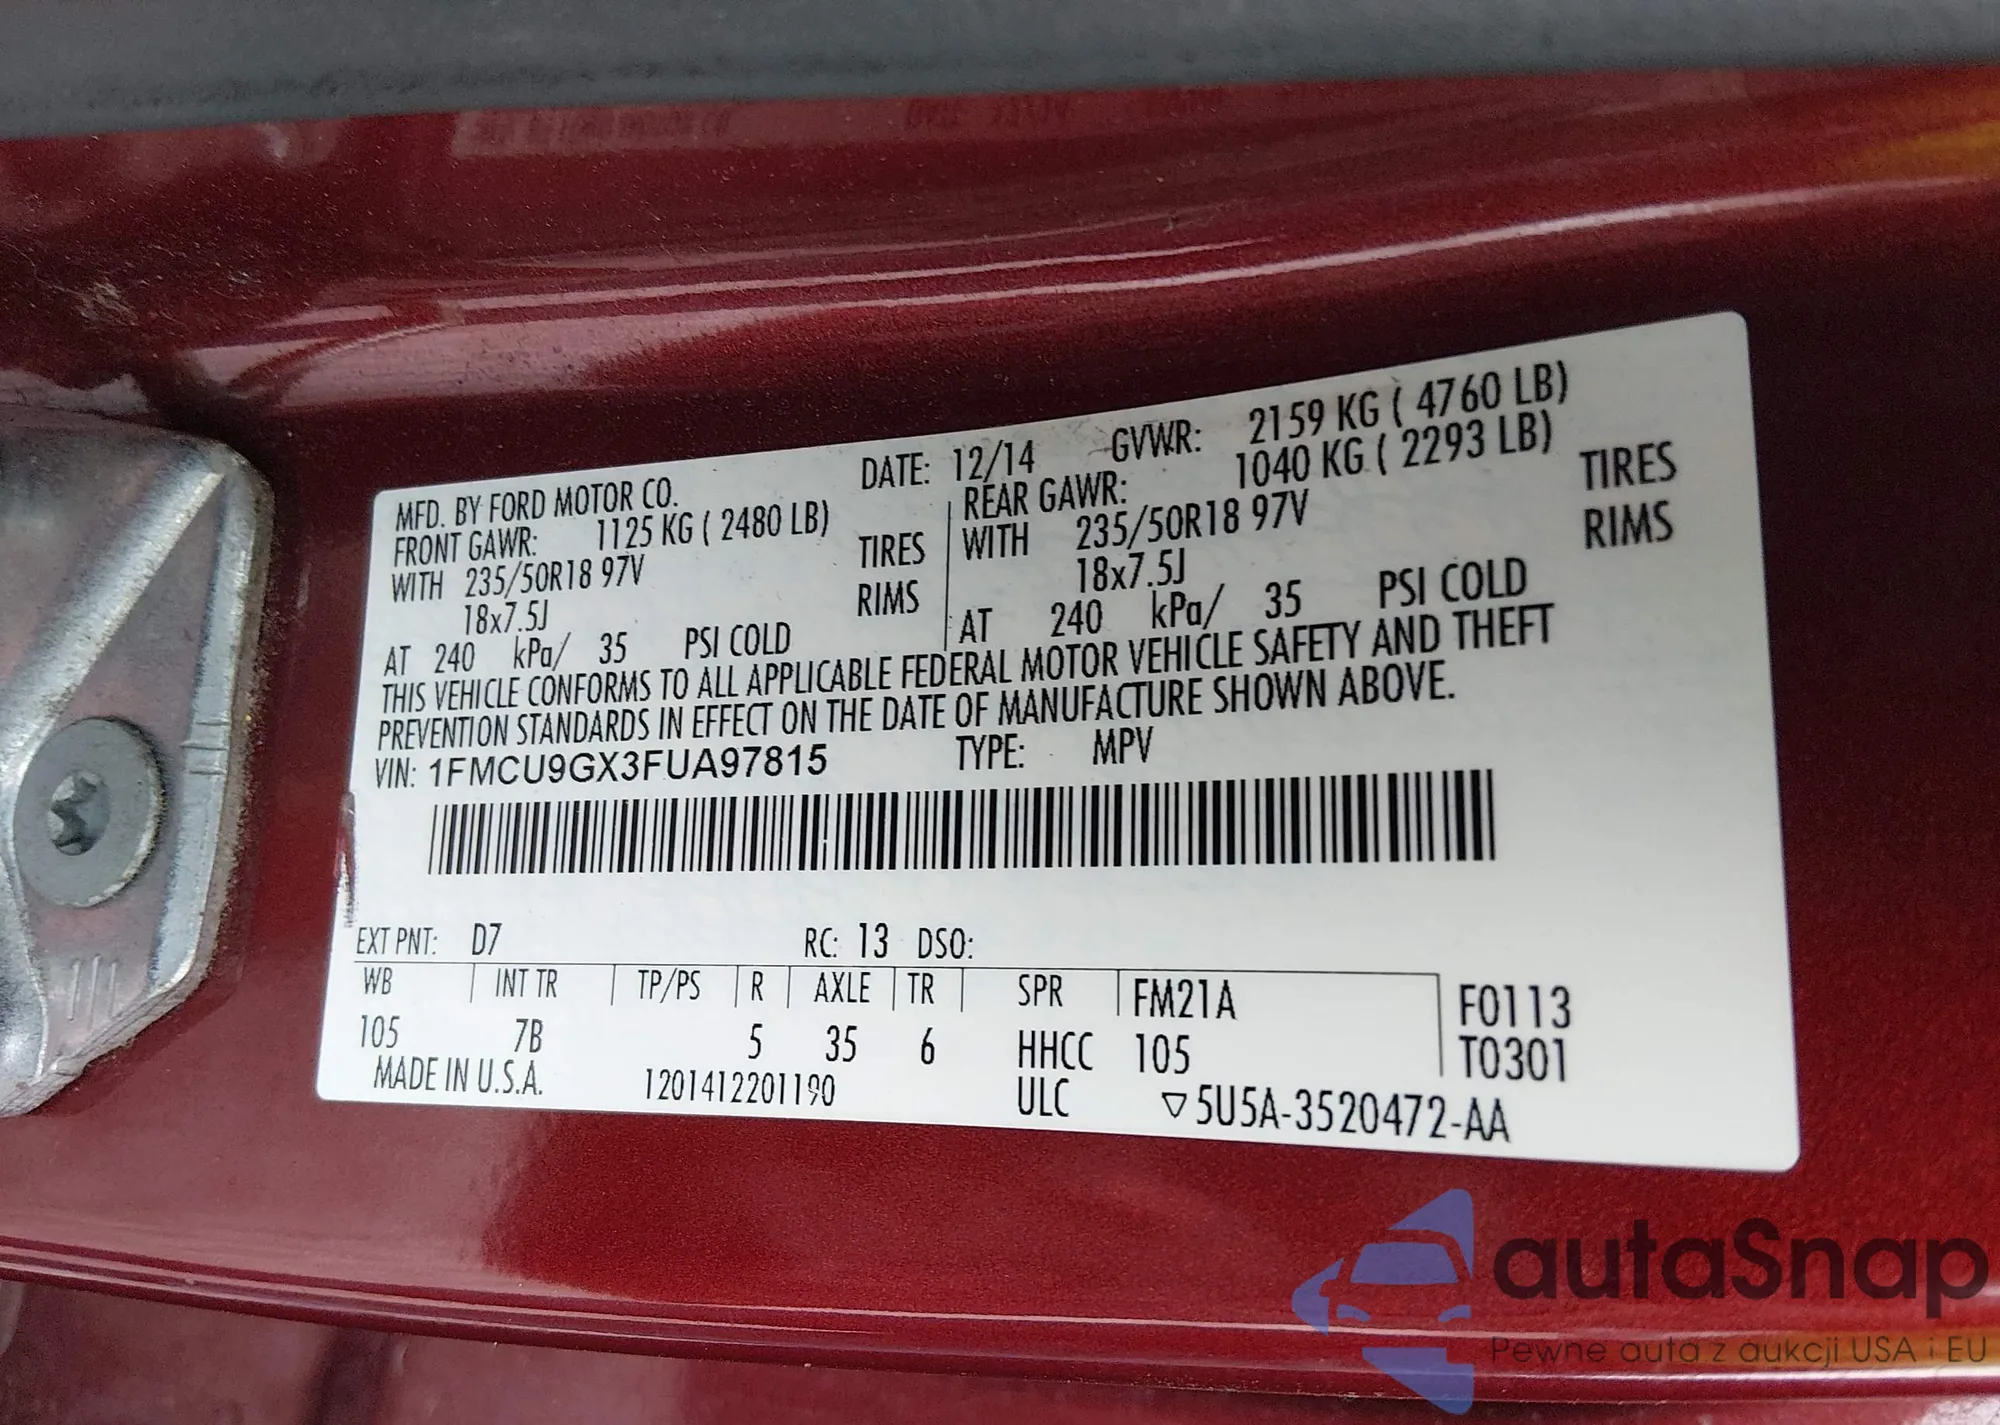 MFD. BY FORD MOTOR CO. DATE: 12/14 GVWR: 2159 KG ( 4760 LB)
FRONT GAWR: 1125 KG ( 2480 LB) REAR GAWR: 1040 KG ( 2293 LB)
WITH 235/50R18 97V TIRES WITH 235/50R18 97V TIRES
18x7.5J RIMS 18x7.5J RIMS
AT 240 kPa/ 35 PSI COLD AT 240 kPa/ 35 PSI COLD
THIS VEHICLE CONFORMS TO ALL APPLICABLE FEDERAL MOTOR VEHICLE SAFETY AND THEFT
PREVENTION STANDARDS IN EFFECT ON THE DATE OF MANUFACTURE SHOWN ABOVE.
VIN: 1FMCU9GX3FUA97815 TYPE: MPV
EXT PNT: D7 RC: 13 DSO:
WB INT TR TP/PS R AXLE TR SPR FM21A F0113
105 7B 5 35 6 HHCC 105 T0301
MADE IN U.S.A. 1201412201190 ULC ▽5U5A-3520472-AA
autaSnap
Pewne auta z aukcji USA i EU